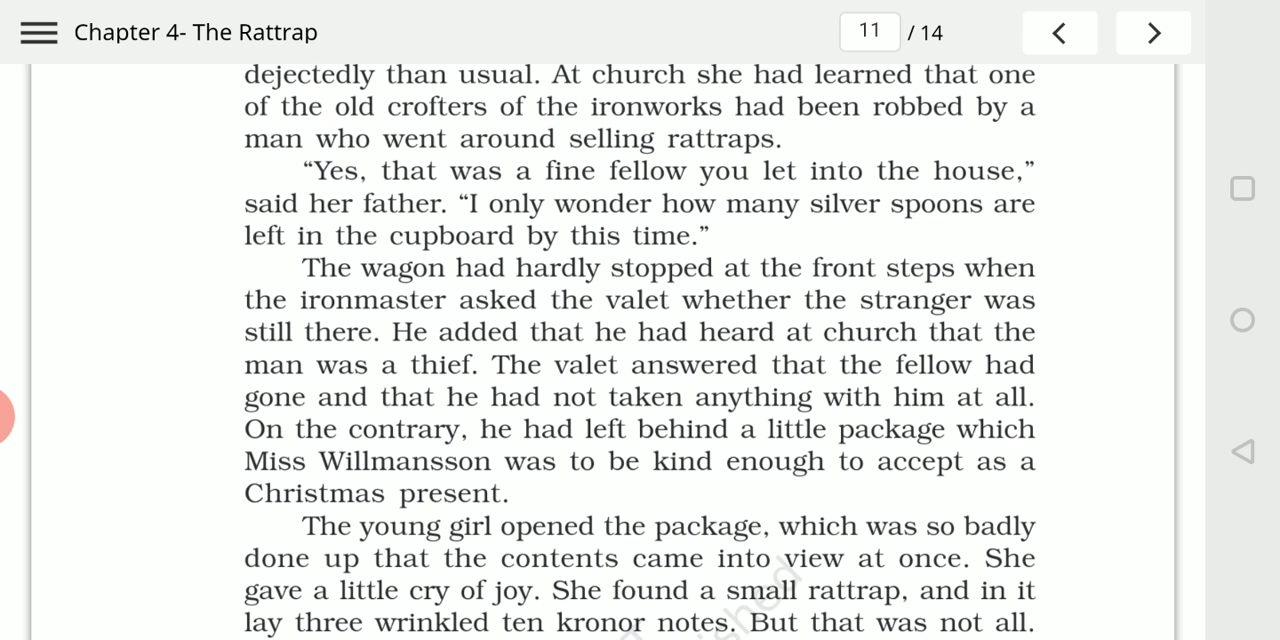 Chapter 4- The Rattrap
11 / 14
dejectedly than usual. At church she had learned that one
of the old crofters of the ironworks had been robbed by a
man who went around selling rattraps.
“Yes, that was a fine fellow you let into the house,”
said her father. “I only wonder how many silver spoons are
left in the cupboard by this time.”
The wagon had hardly stopped at the front steps when
the ironmaster asked the valet whether the stranger was
still there. He added that he had heard at church that the
man was a thief. The valet answered that the fellow had
gone and that he had not taken anything with him at all.
On the contrary, he had left behind a little package which
Miss Willmansson was to be kind enough to accept as a
Christmas present.
The young girl opened the package, which was so badly
done up that the contents came into view at once. She
gave a little cry of joy. She found a small rattrap, and in it
lay three wrinkled ten kronor notes. But that was not all.